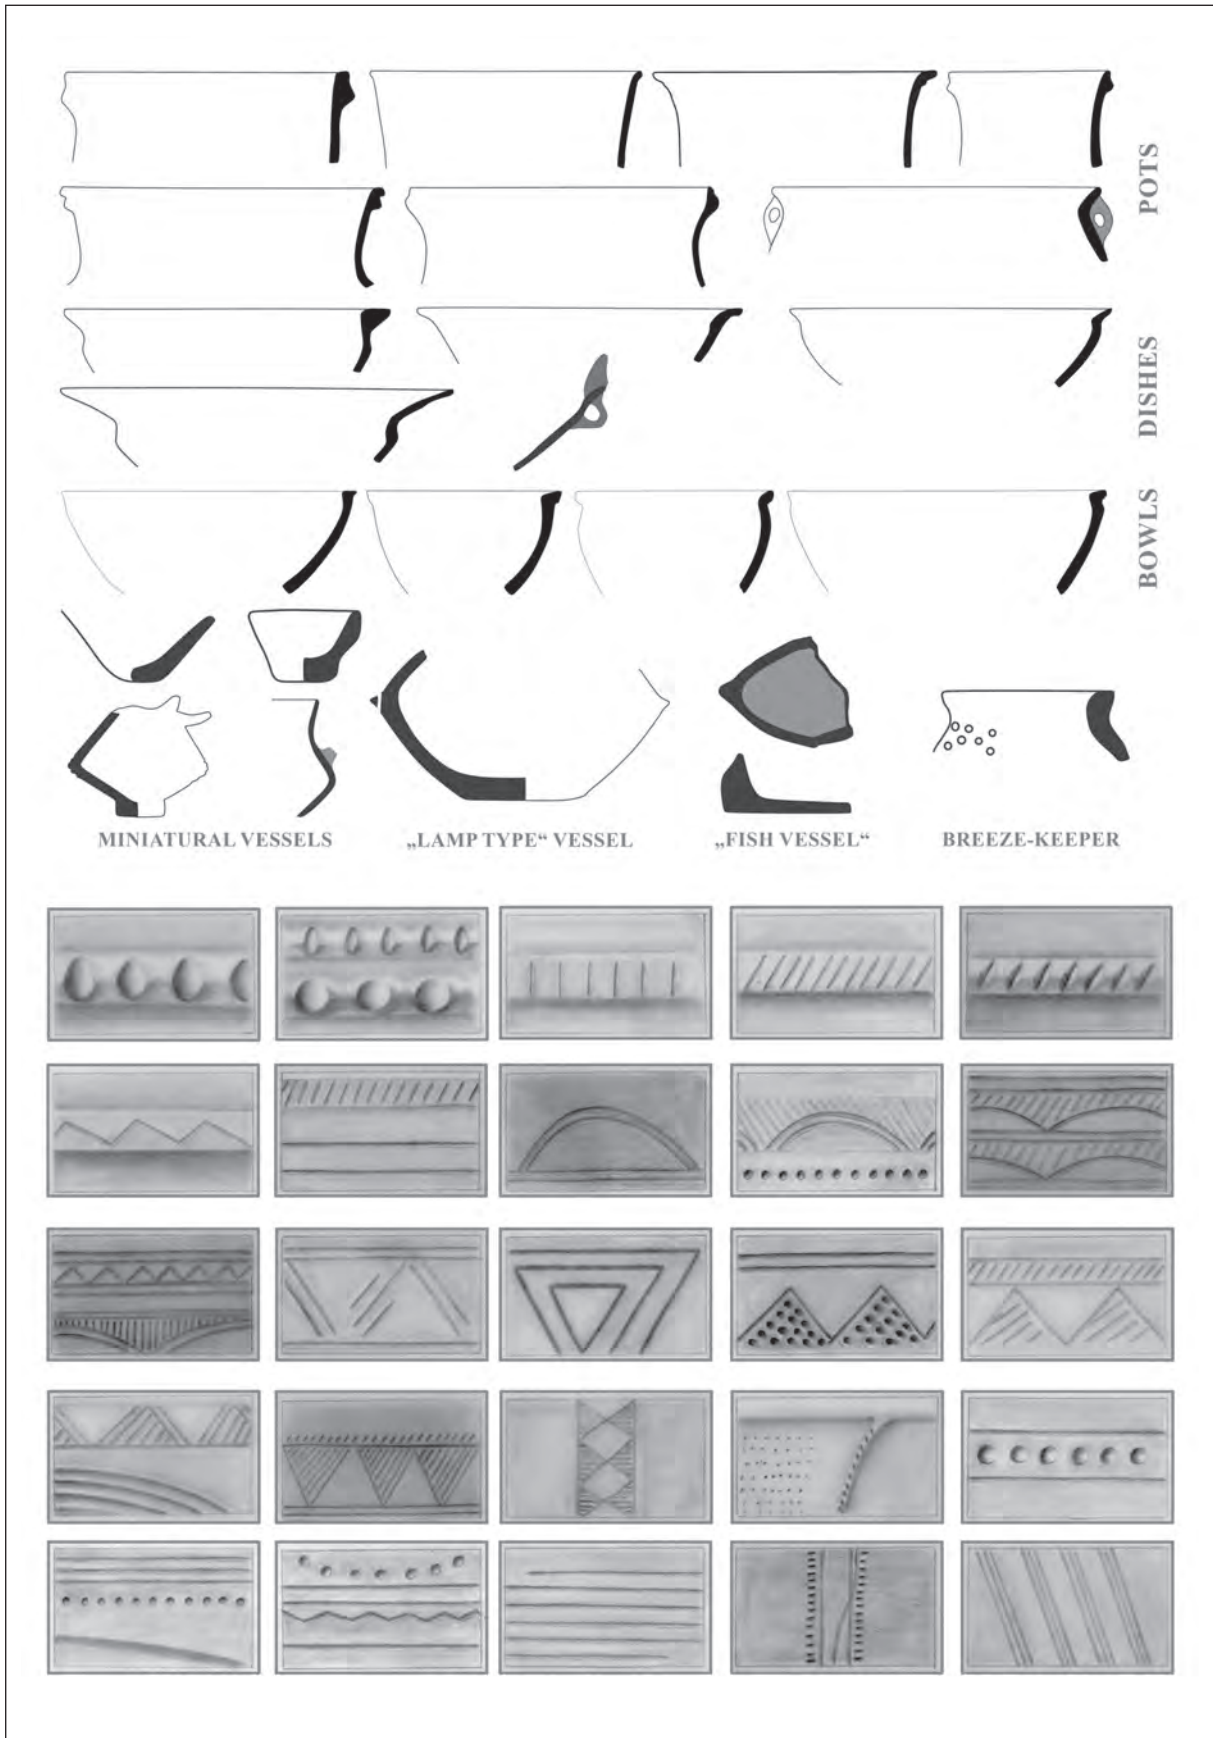 POTS
DISHES
BOWLS
MINIATURAL VESSELS
„LAMP TYPE“ VESSEL
„FISH VESSEL“
BREEZE-KEEPER